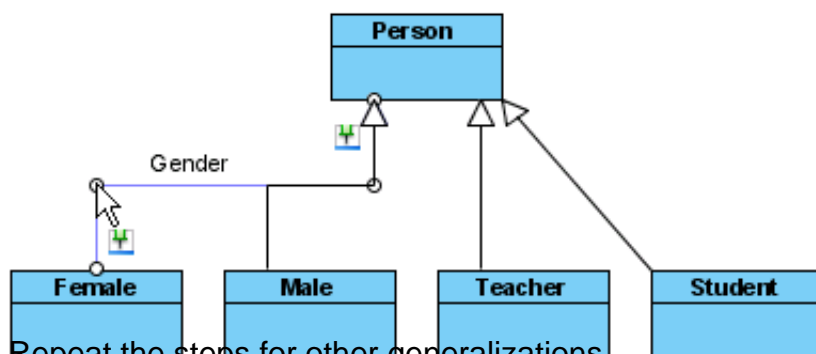 Person
Gender
Female Male Teacher Student
Repeat the steps for other generalizations